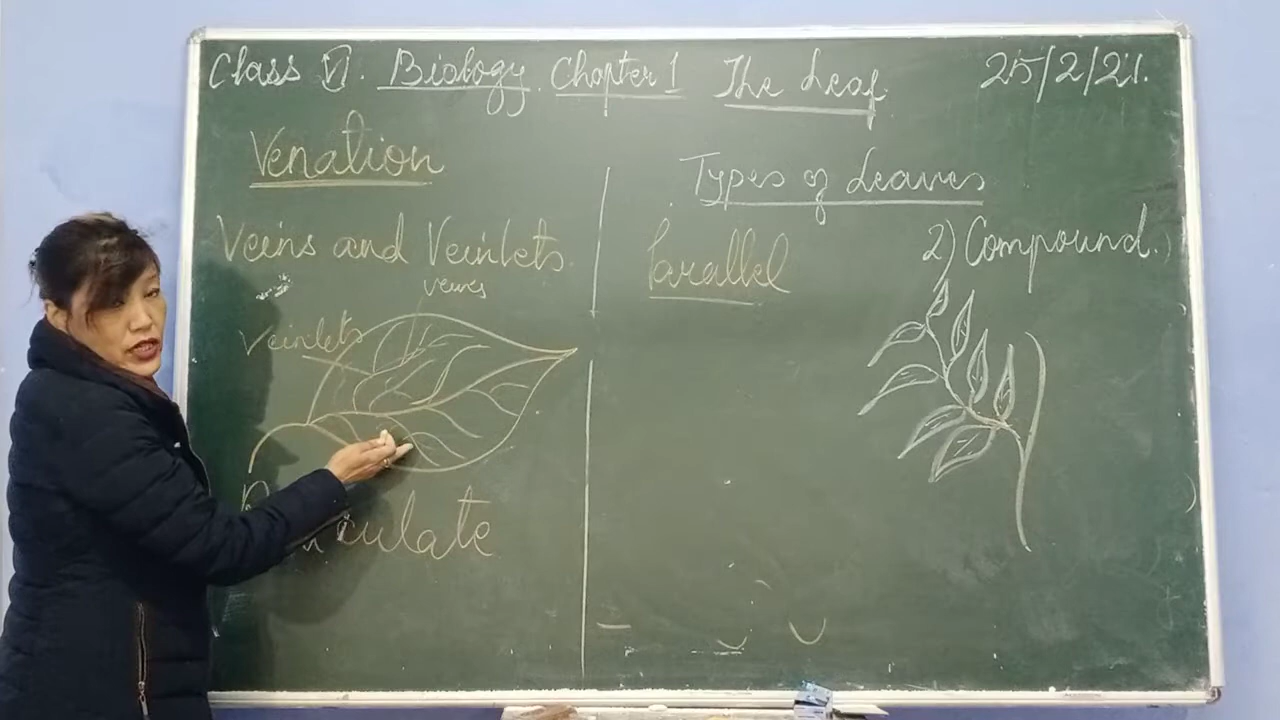 Class VI. Biology. Chapter 1 The Leaf. 25/2/21.
Venation
Veins and Veinlets.
veins
Veinlets
culate
Types of Leaves
Parallel
2) Compound.